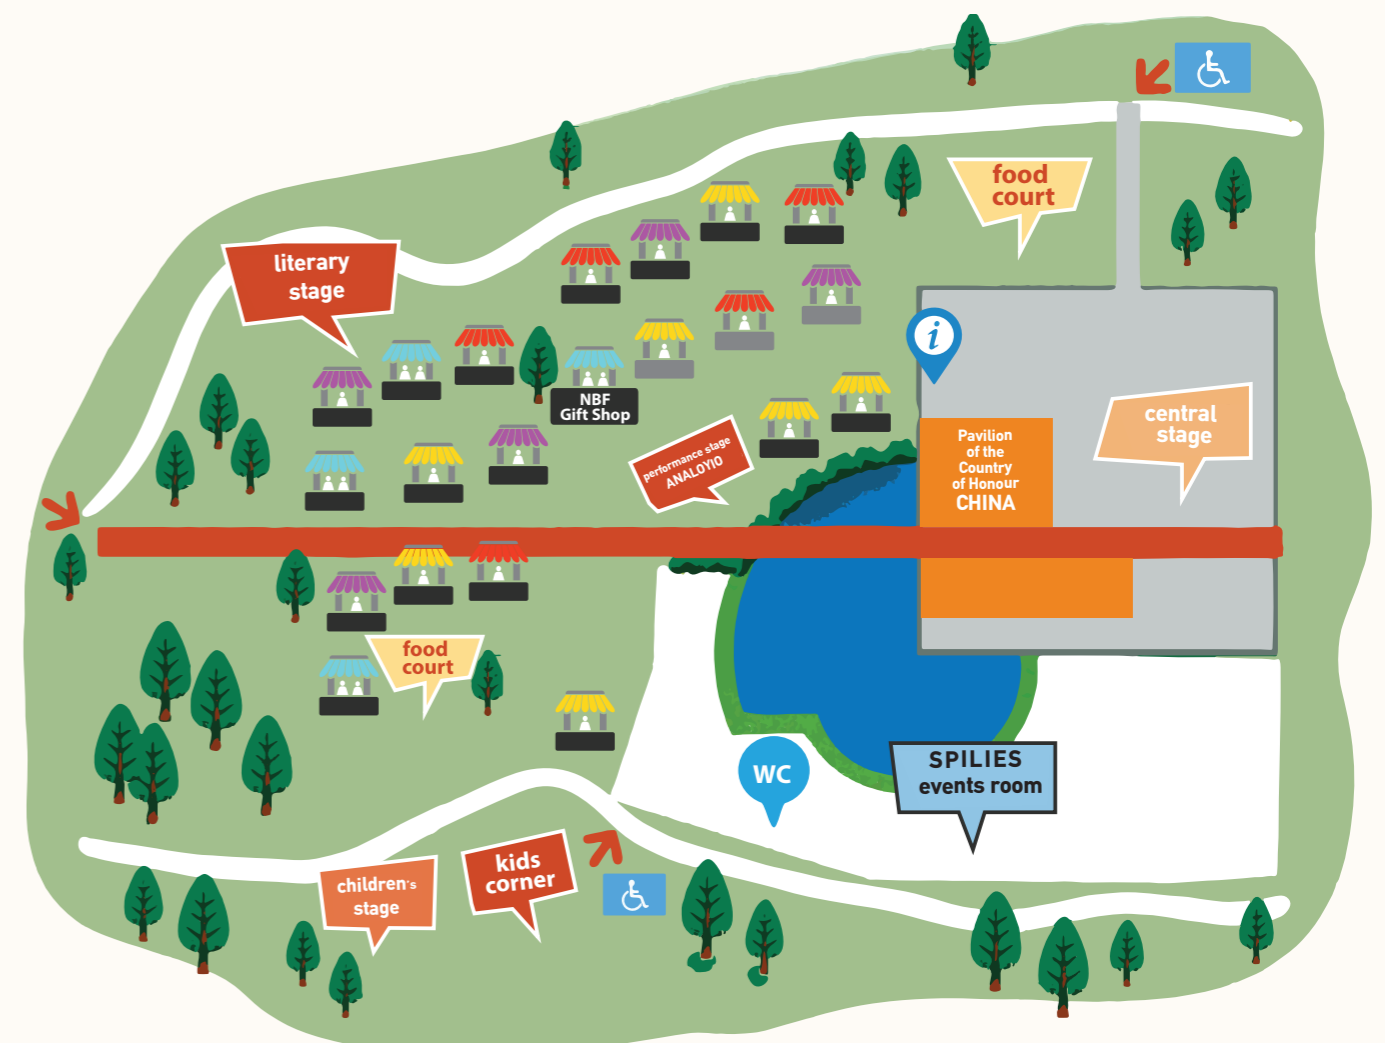 food
court
literary
stage
i
NBF
Gift Shop
central
stage
performance stage
ANALOYIO
Pavilion
of the
Country
of Honour
CHINA
food
court
WC
SPILIES
events room
kids
corner
children's
stage